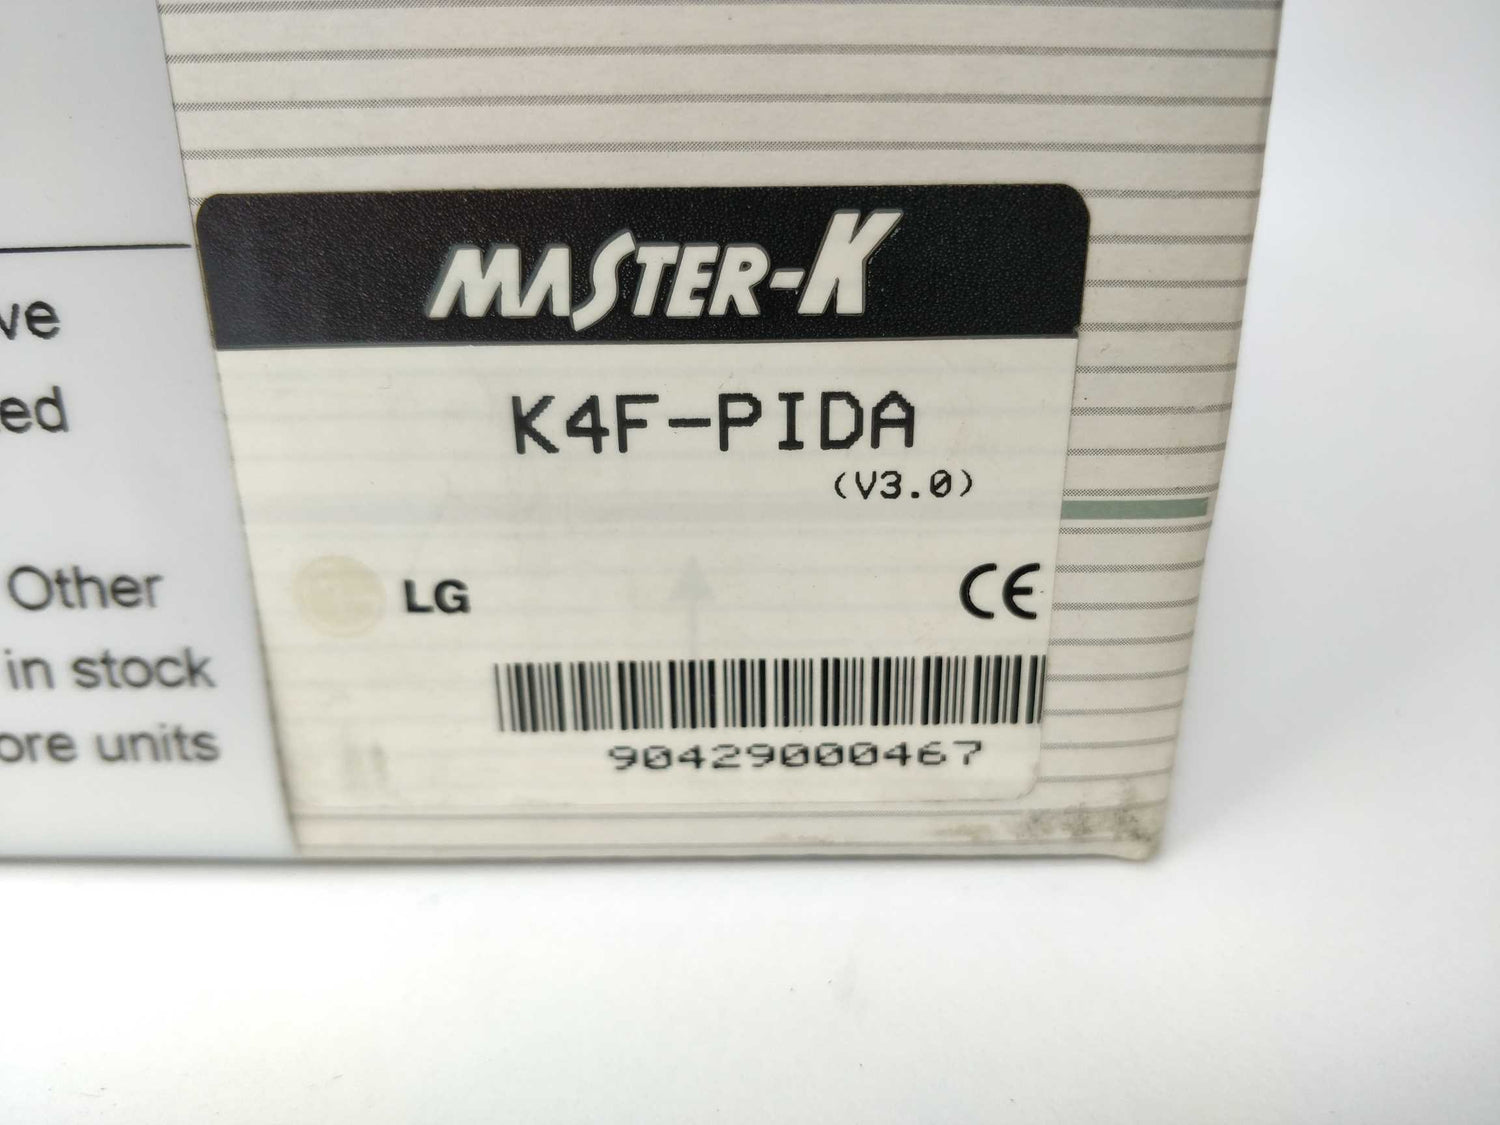 MASTER-K
K4F-PIDA
(V3.0)
LG CE
90429000467
ve
ed
Other
in stock
ore units